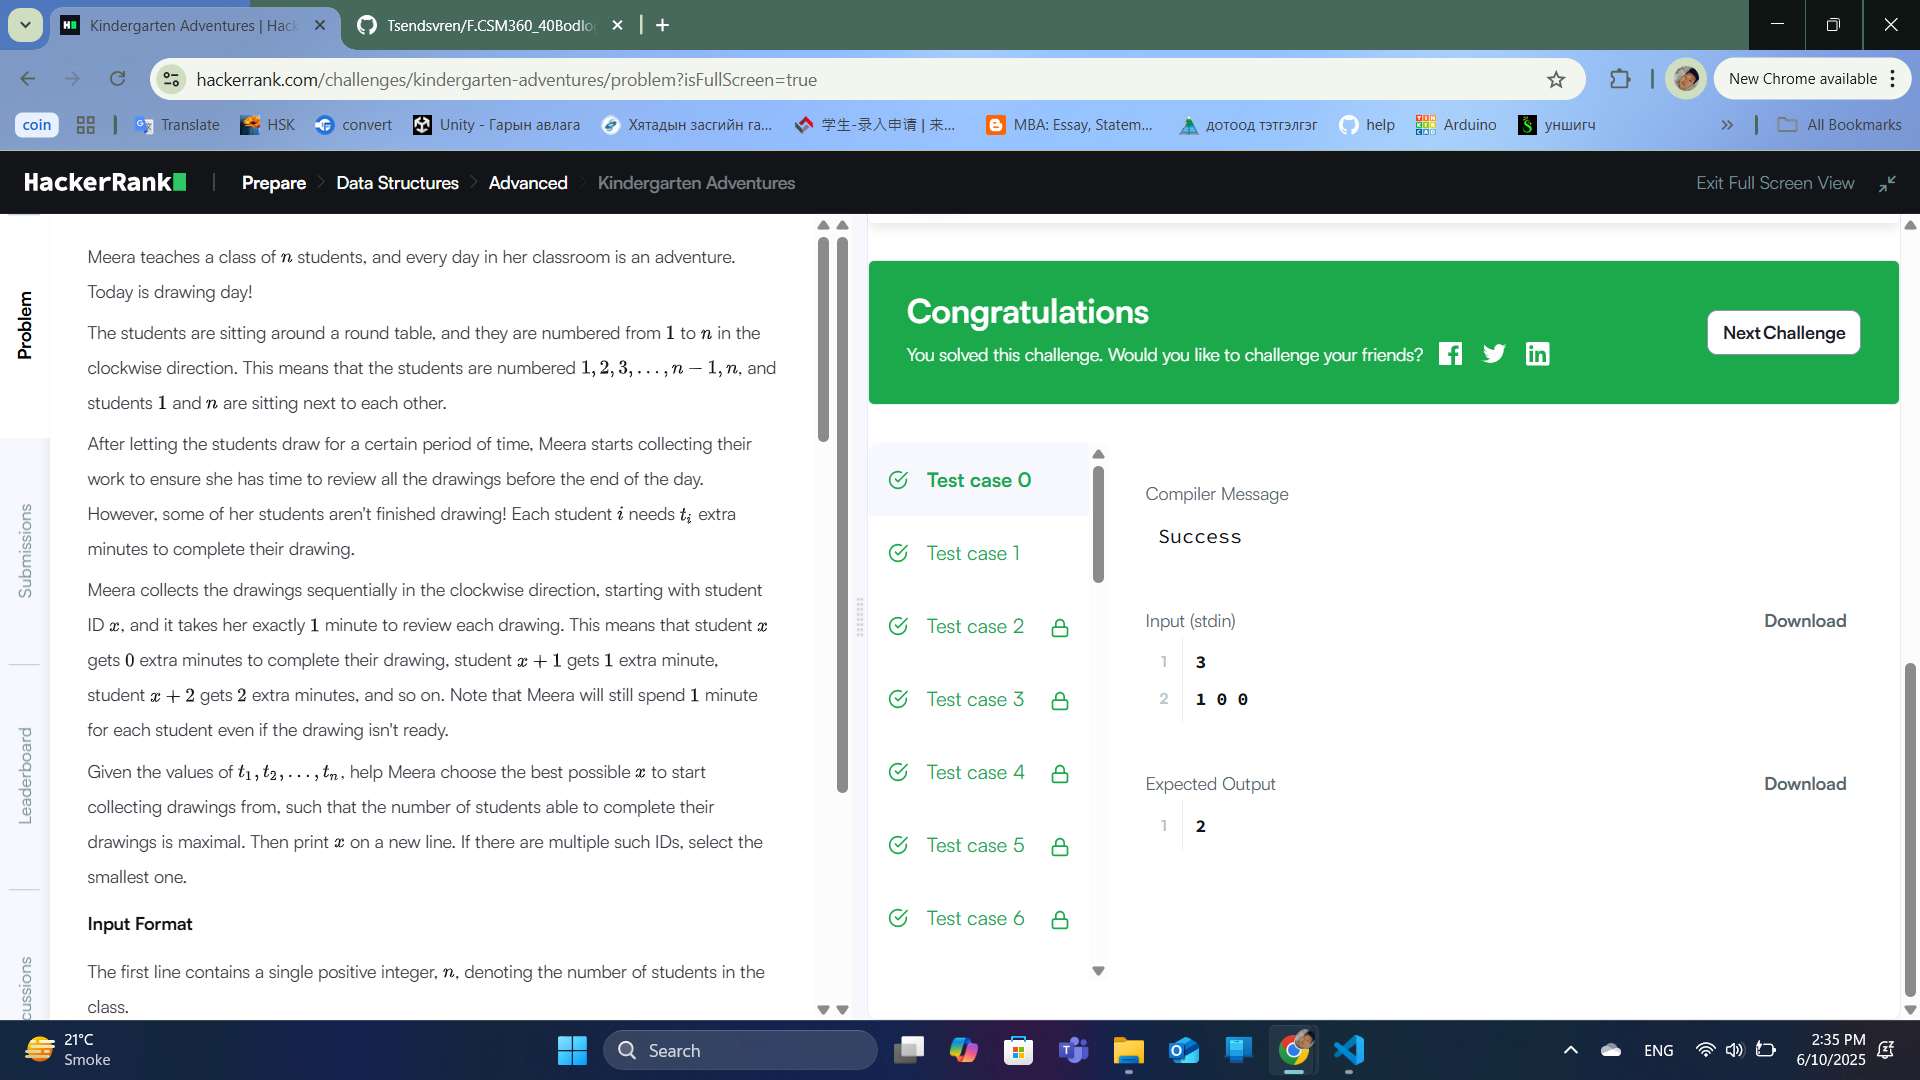 Kindergarten Adventures | Hack
Tsendsvren/F.CSM360_40Bodlo
hackerrank.com/challenges/kindergarten-adventures/problem?isFullScreen=true
New Chrome available
coin
Translate
HSK
convert
Unity - Гарын авлага
Хятадын засгийн га...
学生-录入申请 | 来...
MBA: Essay, Statem...
дотоод тэтгэлгэг
help
Arduino
уншигч
All Bookmarks
HackerRank
Prepare
Data Structures
Advanced
Kindergarten Adventures
Exit Full Screen View
Problem
Submissions
Leaderboard
cussions
Meera teaches a class of n students, and every day in her classroom is an adventure.
Today is drawing day!
The students are sitting around a round table, and they are numbered from 1 to n in the
clockwise direction. This means that the students are numbered 1, 2, 3, . . . , n − 1, n, and
students 1 and n are sitting next to each other.
After letting the students draw for a certain period of time, Meera starts collecting their
work to ensure she has time to review all the drawings before the end of the day.
However, some of her students aren't finished drawing! Each student i needs tᵢ extra
minutes to complete their drawing.
Meera collects the drawings sequentially in the clockwise direction, starting with student
ID x, and it takes her exactly 1 minute to review each drawing. This means that student x
gets 0 extra minutes to complete their drawing, student x + 1 gets 1 extra minute,
student x + 2 gets 2 extra minutes, and so on. Note that Meera will still spend 1 minute
for each student even if the drawing isn't ready.
Given the values of t₁, t₂, . . . , tₙ, help Meera choose the best possible x to start
collecting drawings from, such that the number of students able to complete their
drawings is maximal. Then print x on a new line. If there are multiple such IDs, select the
smallest one.
Input Format
The first line contains a single positive integer, n, denoting the number of students in the
class.
Congratulations
You solved this challenge. Would you like to challenge your friends?
Next Challenge
Test case 0
Test case 1
Test case 2
Test case 3
Test case 4
Test case 5
Test case 6
Compiler Message
Success
Input (stdin)
Download
1 3
2 1 0 0
Expected Output
Download
1 2
21°C
Smoke
Search
ENG
2:35 PM
6/10/2025